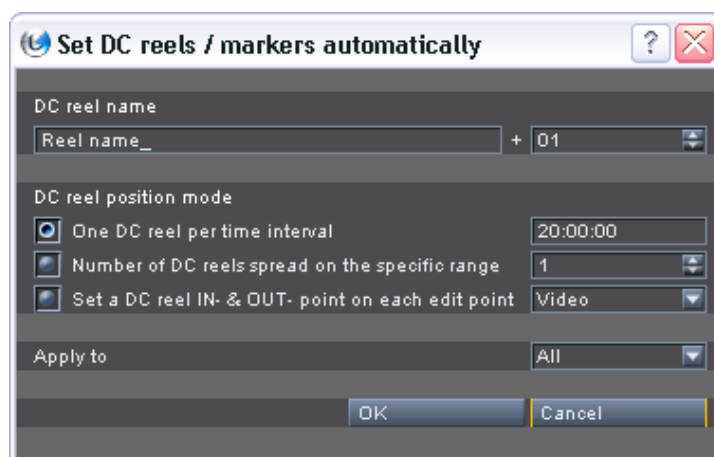 Set DC reels / markers automatically ?
DC reel name
Reel name_ + 01
DC reel position mode
One DC reel per time interval 20:00:00
Number of DC reels spread on the specific range 1
Set a DC reel IN- & OUT- point on each edit point Video
Apply to All
OK Cancel